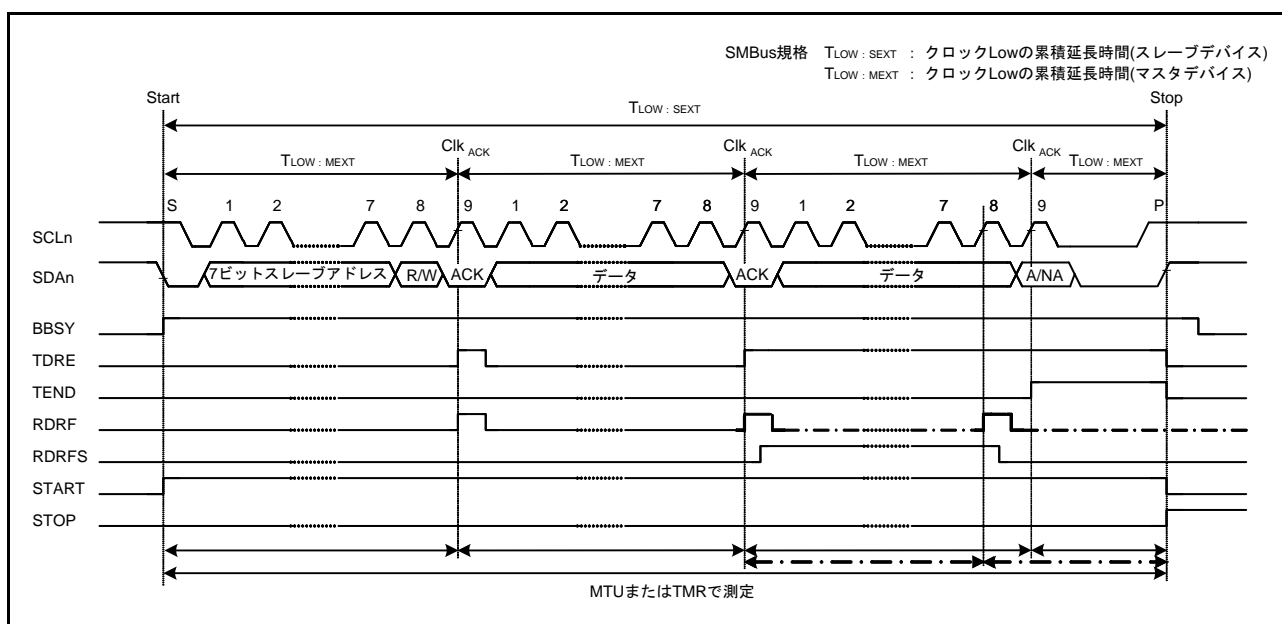 SMBus規格 TLOW : SEXT : クロックLowの累積延長時間(スレーブデバイス)
TLOW : MEXT : クロックLowの累積延長時間(マスタデバイス)
Start Stop
TLOW : SEXT
Clk ACK Clk ACK Clk ACK
TLOW : MEXT TLOW : MEXT TLOW : MEXT TLOW : MEXT
S 1 2 7 8 9 1 2 7 8 9 1 2 7 8 9 P
SCLn
SDAn 7ビットスレーブアドレス R/W ACK データ ACK データ A/NA
BBSY
TDRE
TEND
RDRF
RDRFS
START
STOP
MTUまたはTMRで測定